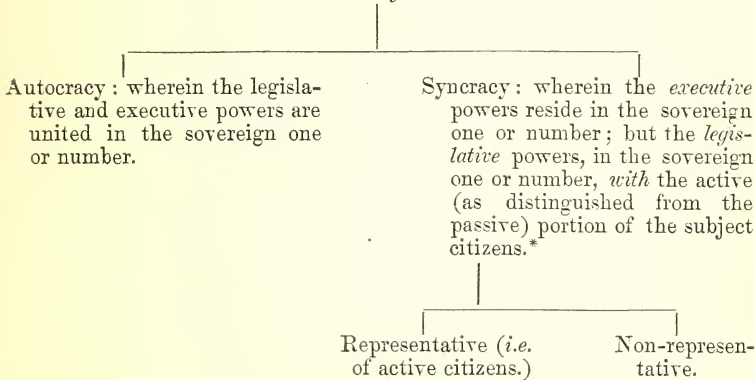 Autocracy : wherein the legisla-
tive and executive powers are
united in the sovereign one
or number.
Syncracy : wherein the executive
powers reside in the sovereign
one or number; but the legis-
lative powers, in the sovereign
one or number, with the active
(as distinguished from the
passive) portion of the subject
citizens.*
Representative (i.e.
of active citizens.)
Non-represen-
tative.